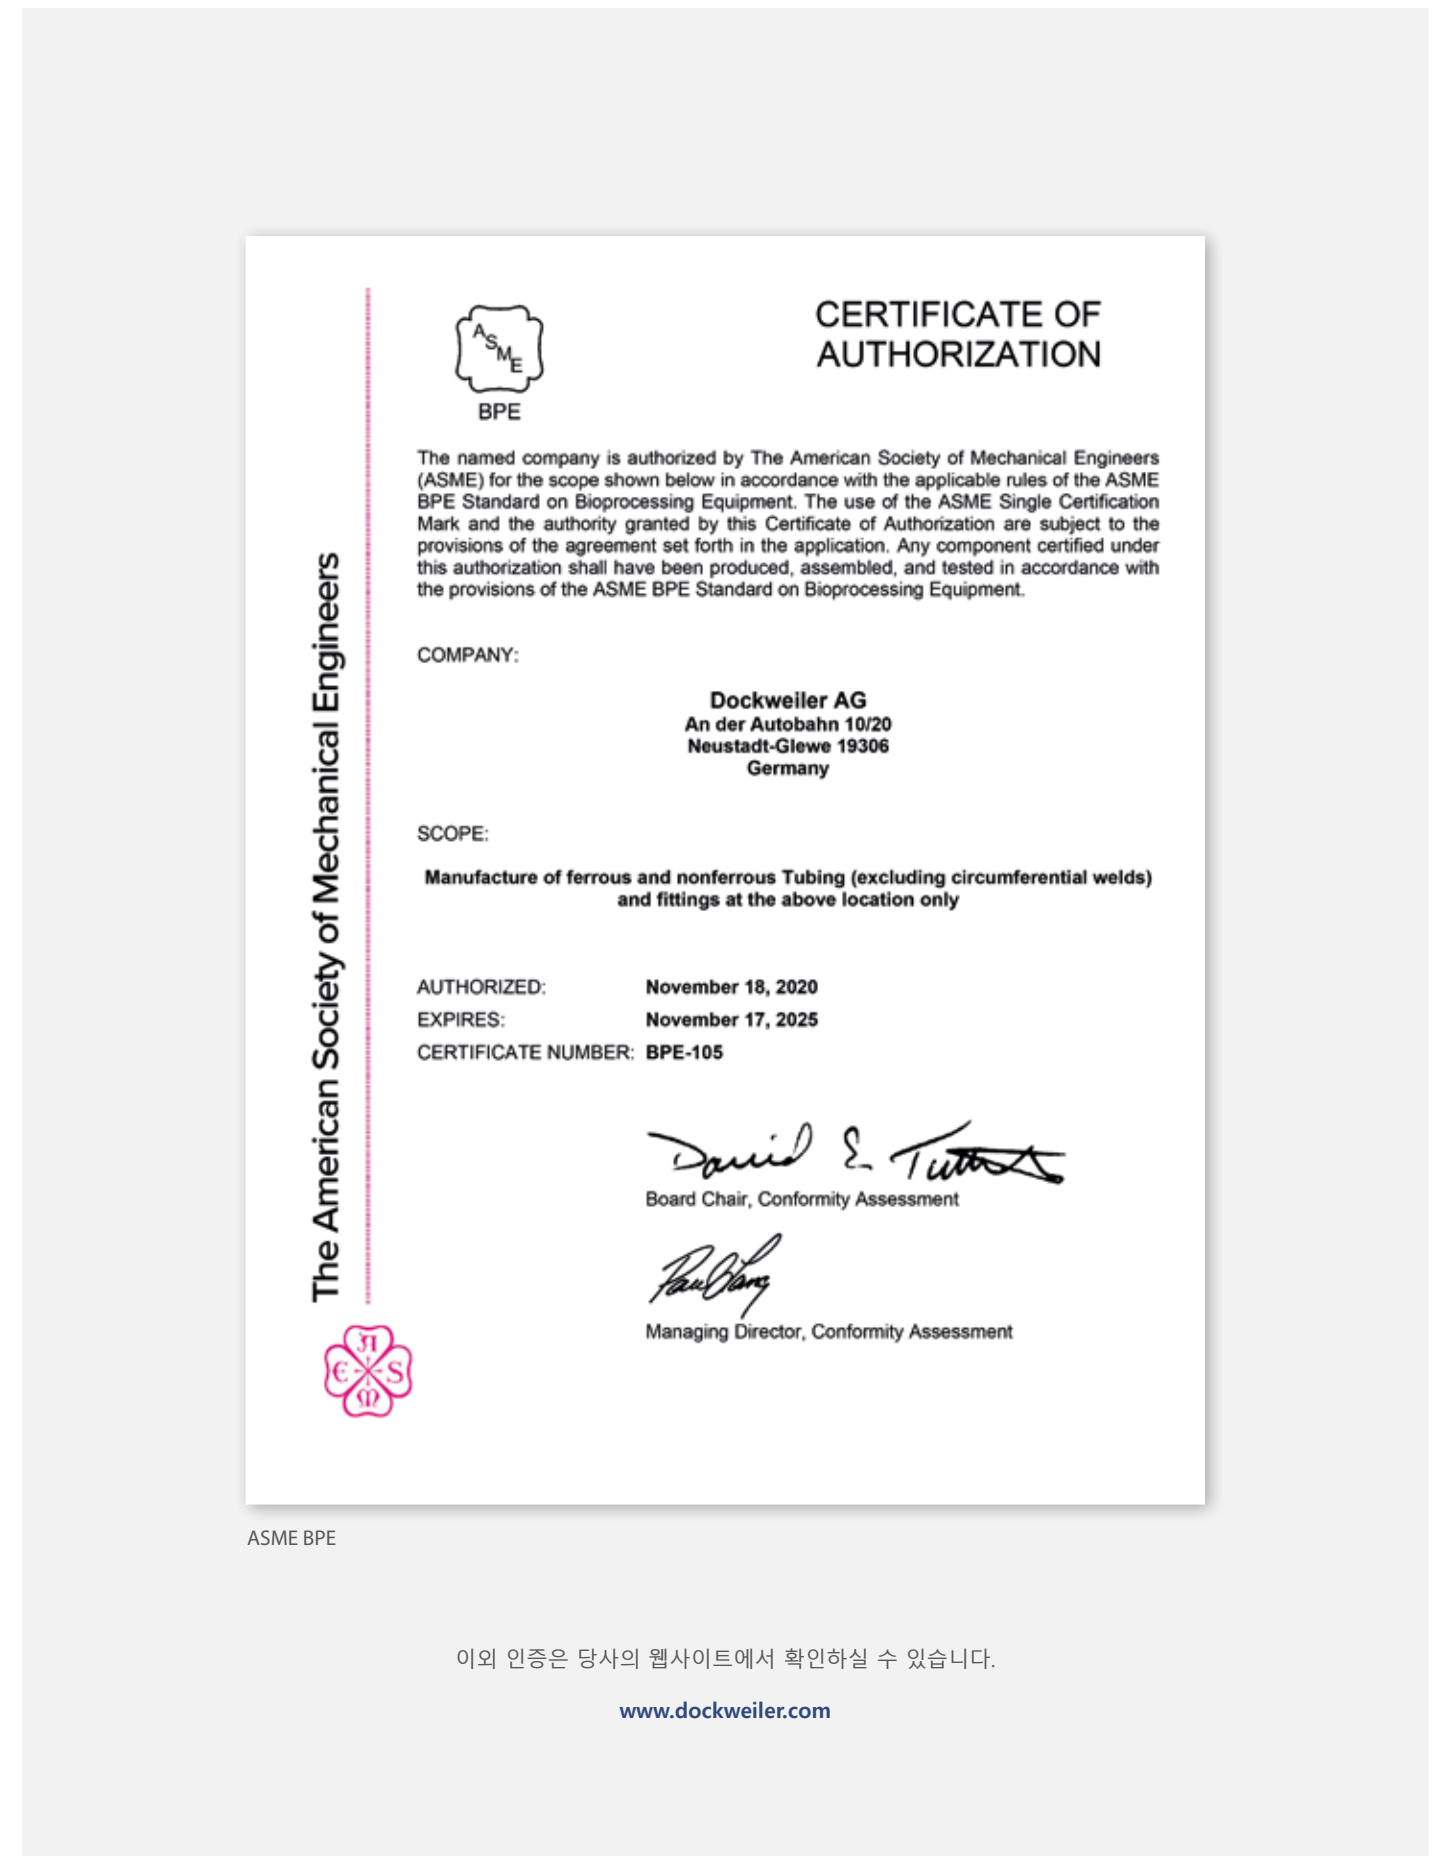 ASME
BPE
CERTIFICATE OF
AUTHORIZATION
The named company is authorized by The American Society of Mechanical Engineers
(ASME) for the scope shown below in accordance with the applicable rules of the ASME
BPE Standard on Bioprocessing Equipment. The use of the ASME Single Certification
Mark and the authority granted by this Certificate of Authorization are subject to the
provisions of the agreement set forth in the application. Any component certified under
this authorization shall have been produced, assembled, and tested in accordance with
the provisions of the ASME BPE Standard on Bioprocessing Equipment.
COMPANY:
Dockweiler AG
An der Autobahn 10/20
Neustadt-Glewe 19306
Germany
SCOPE:
Manufacture of ferrous and nonferrous Tubing (excluding circumferential welds)
and fittings at the above location only
AUTHORIZED: November 18, 2020
EXPIRES: November 17, 2025
CERTIFICATE NUMBER: BPE-105
David E
Board Chair, Conformity Assessment
Managing Director, Conformity Assessment
The American Society of Mechanical Engineers
A S M E
ASME BPE
이외 인증은 당사의 웹사이트에서 확인하실 수 있습니다.
www.dockweiler.com